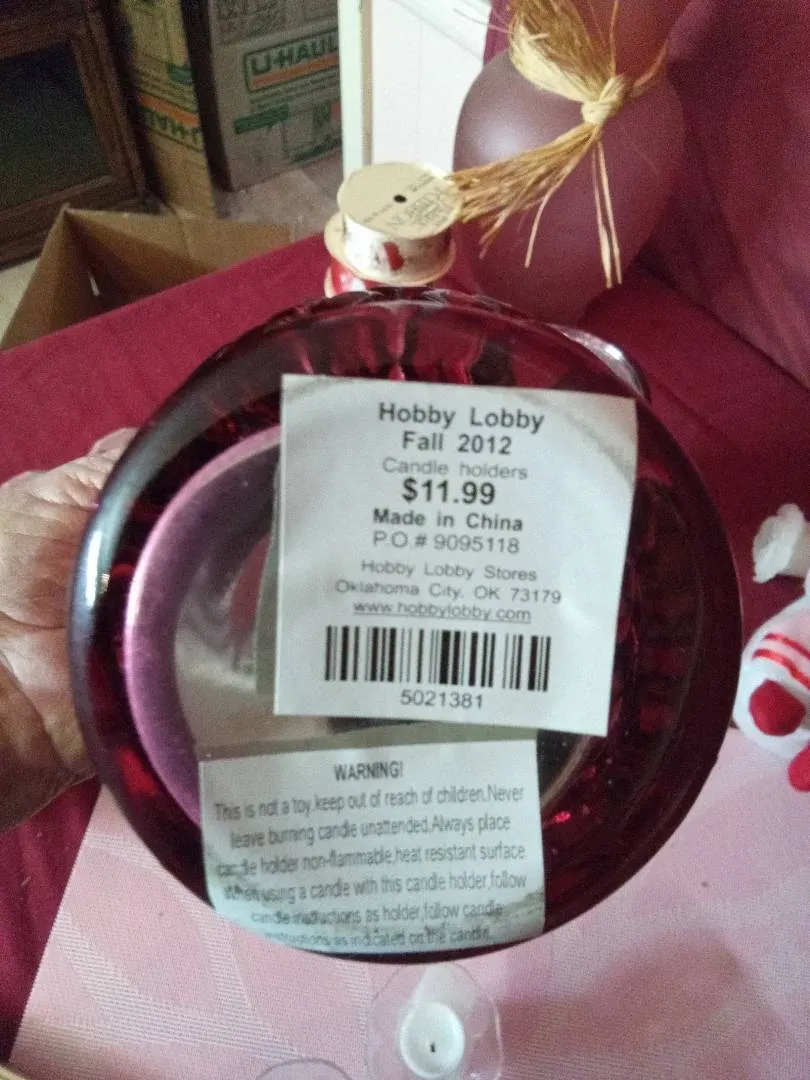 U-HAUL
Hobby Lobby
Fall 2012
Candle holders
$11.99
Made in China
P.O.# 9095118
Hobby Lobby Stores
Oklahoma City, OK 73179
www.hobbylobby.com
5021381
WARNING!
This is not a toy,keep out of reach of children.Never
leave burning candle unattended.Always place
candle holder non-flammable,heat resistant surface
When using a candle with this candle holder,follow
candle instructions as holder,follow candle
instructions as indicated on the candle.